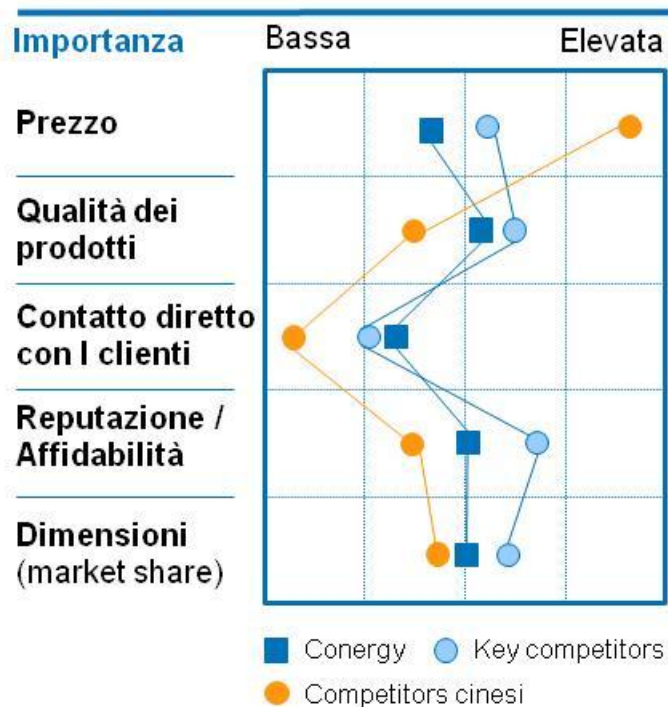 Importanza Bassa Elevata
Prezzo
Qualità dei
prodotti
Contatto diretto
con I clienti
Reputazione /
Affidabilità
Dimensioni
(market share)
Conergy Key competitors
Competitors cinesi